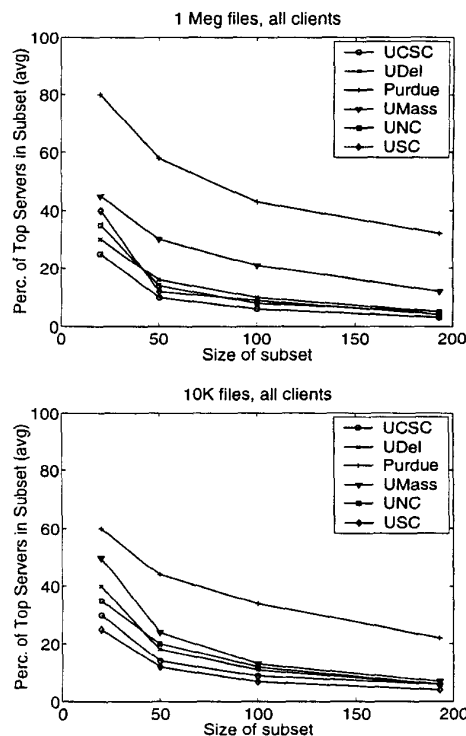 1 Meg files, all clients
Perc. of Top Servers in Subset (avg)
100
80
60
40
20
0
0
50
100
150
200
Size of subset
UCSC
UDel
Purdue
UMass
UNC
USC
10K files, all clients
Perc. of Top Servers in Subset (avg)
100
80
60
40
20
0
0
50
100
150
200
Size of subset
UCSC
UDel
Purdue
UMass
UNC
USC